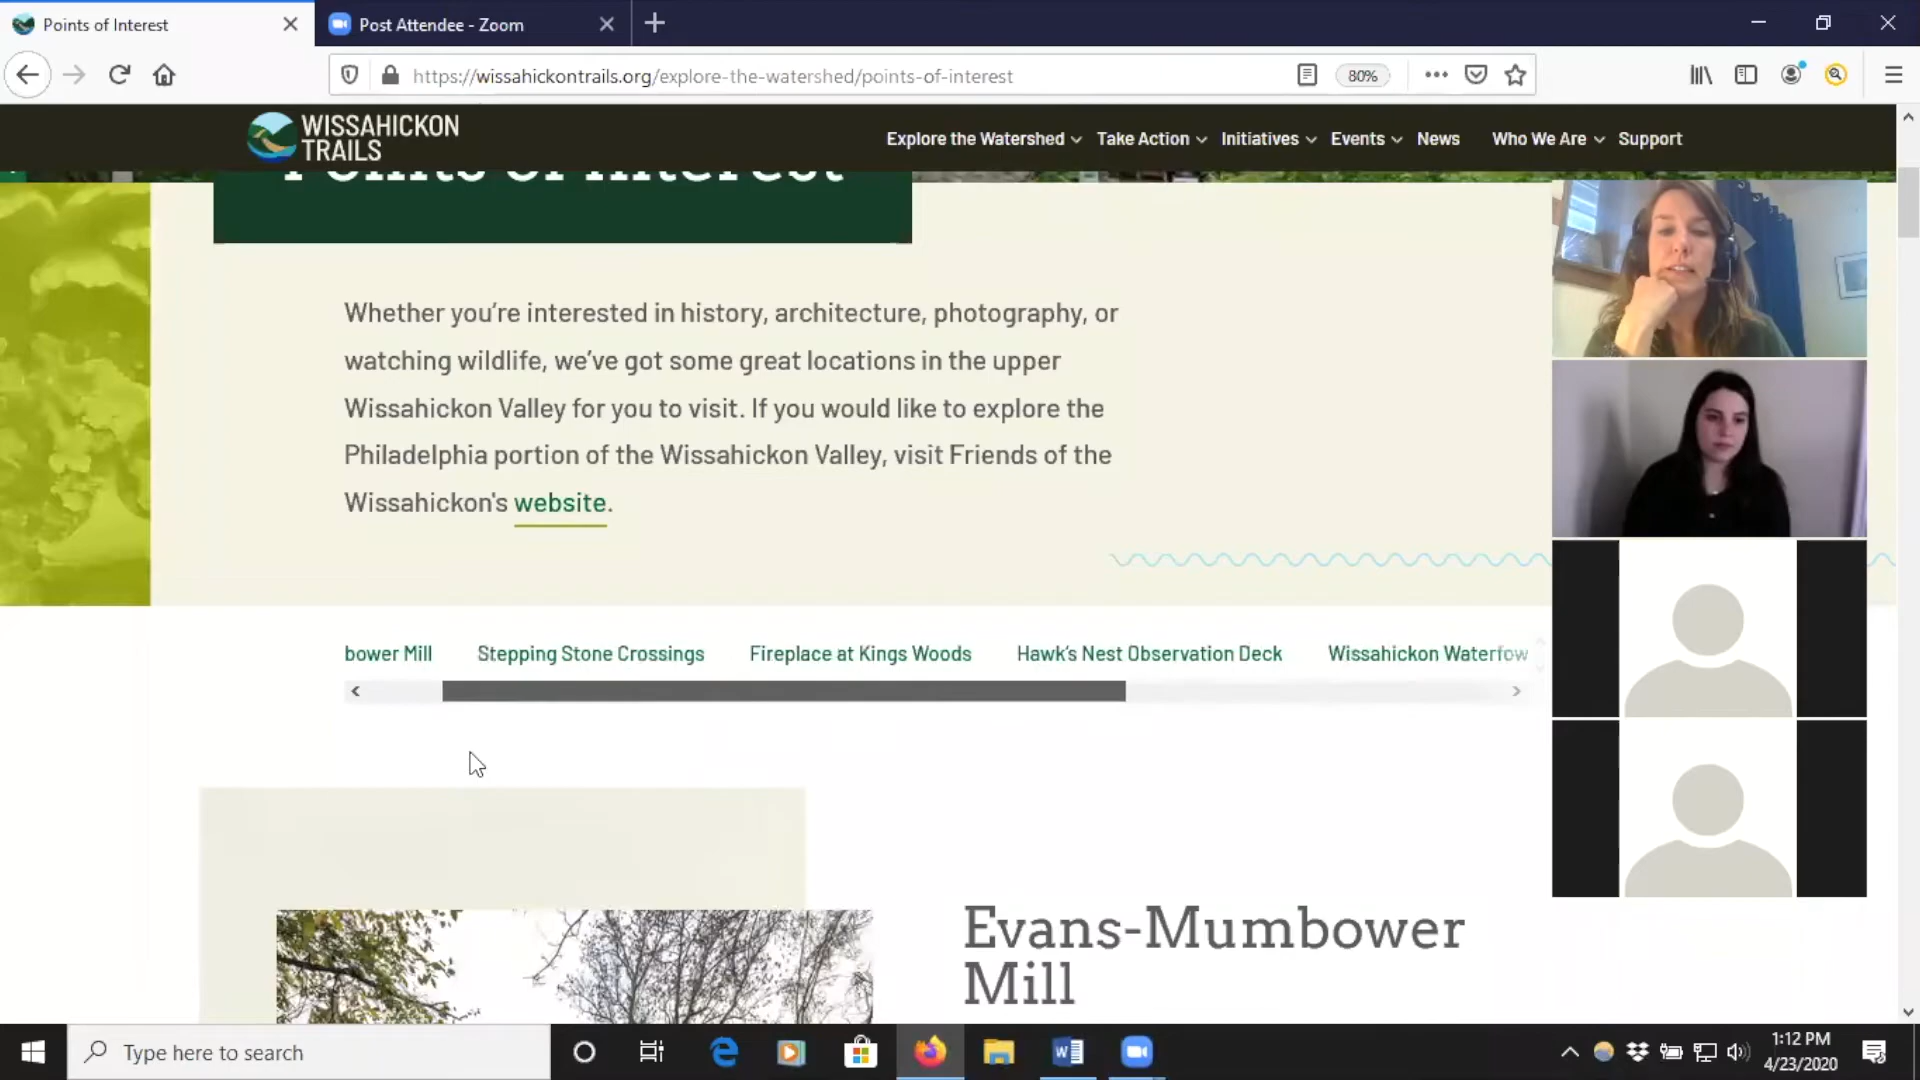 Points of Interest
Post Attendee - Zoom
https://wissahickontrails.org/explore-the-watershed/points-of-interest
80%
WISSAHICKON
TRAILS
Explore the Watershed
Take Action
Initiatives
Events
News
Who We Are
Support
Points of Interest
Whether you’re interested in history, architecture, photography, or
watching wildlife, we’ve got some great locations in the upper
Wissahickon Valley for you to visit. If you would like to explore the
Philadelphia portion of the Wissahickon Valley, visit Friends of the
Wissahickon's website.
bower Mill
Stepping Stone Crossings
Fireplace at Kings Woods
Hawk’s Nest Observation Deck
Wissahickon Waterfow
Evans-Mumbower
Mill
Type here to search
1:12 PM
4/23/2020